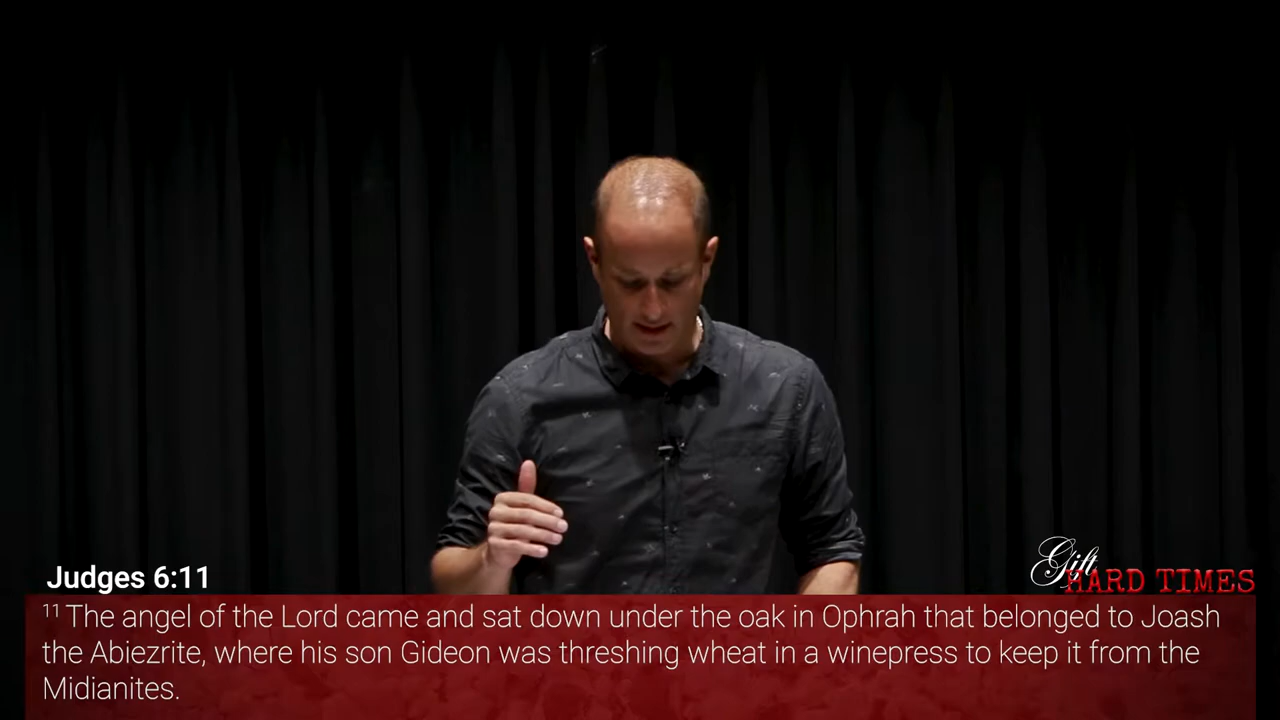 Judges 6:11
Gift
HARD TIMES
11 The angel of the Lord came and sat down under the oak in Ophrah that belonged to Joash
the Abiezrite, where his son Gideon was threshing wheat in a winepress to keep it from the
Midianites.